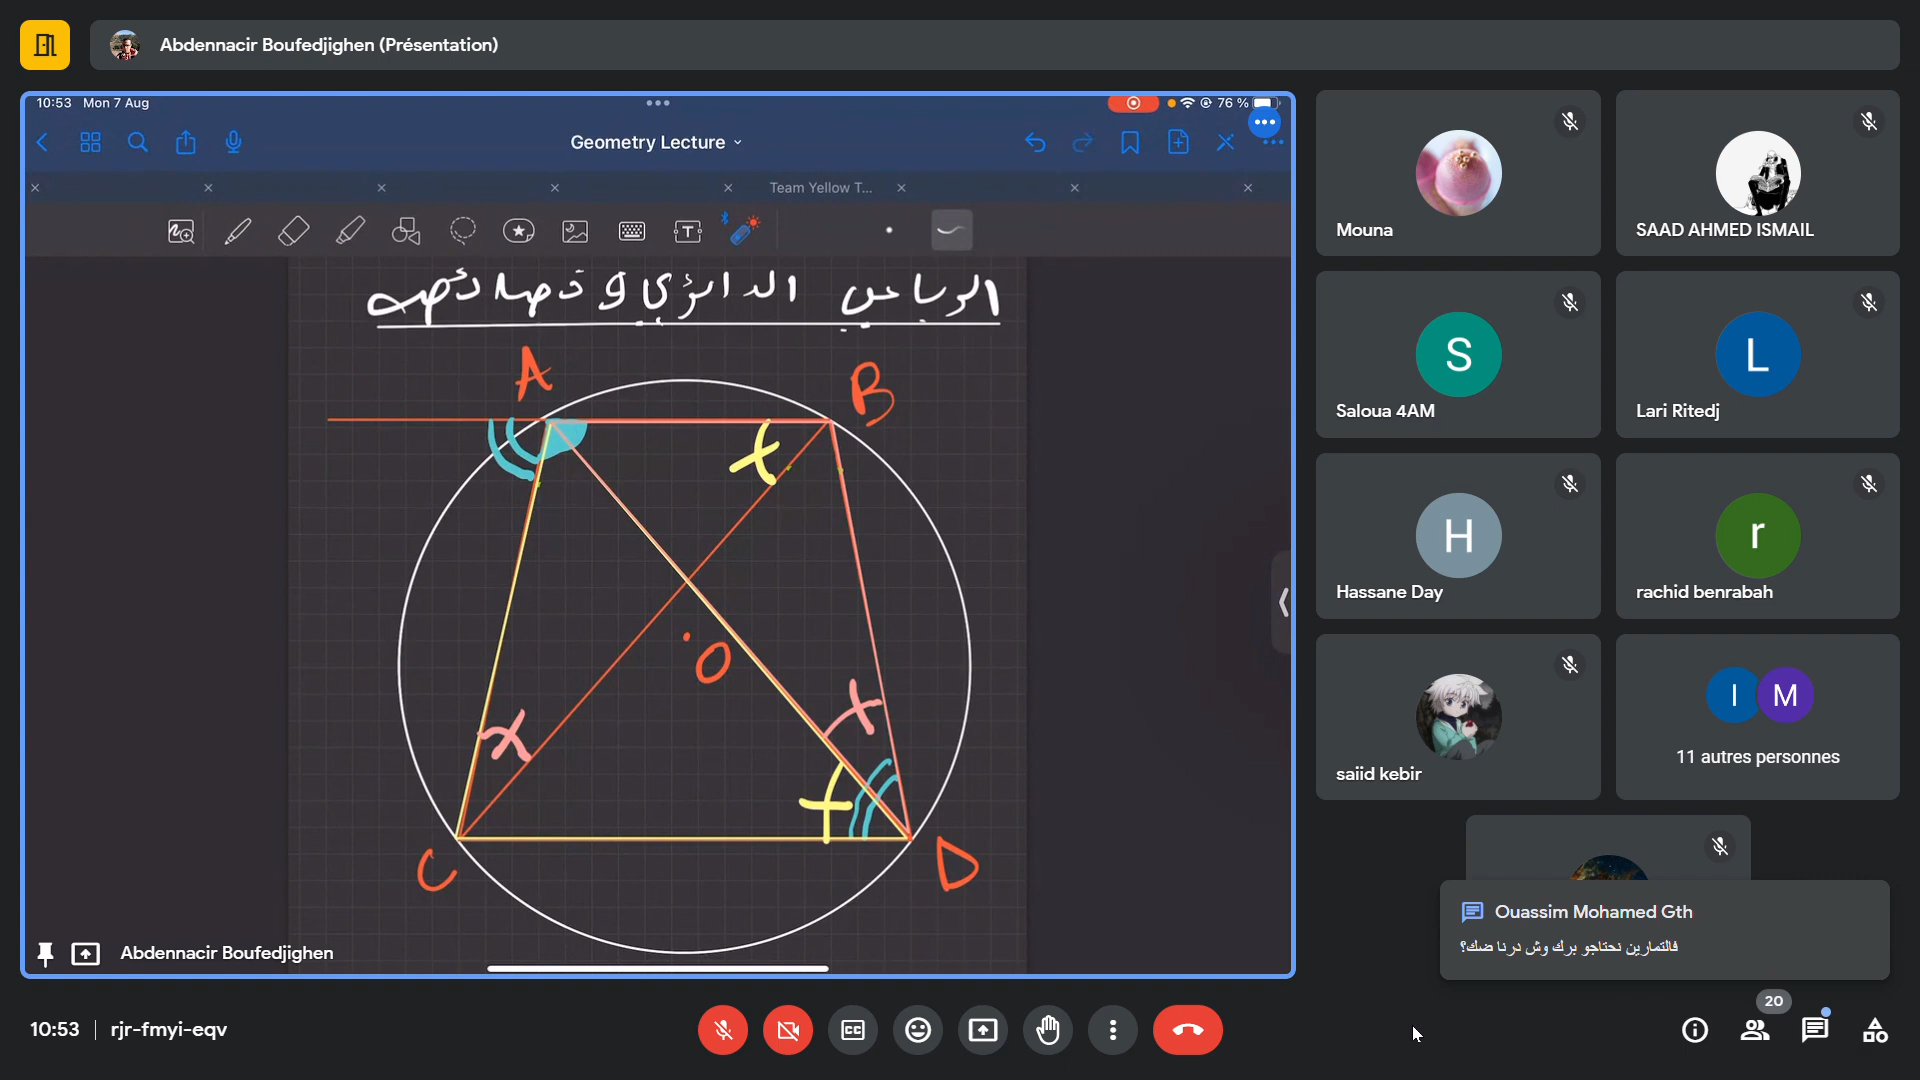 Abdennacir Boufedjighen (Présentation)
10:53 Mon 7 Aug
76 %
Geometry Lecture
Team Yellow T...
الرباعي الدائري و خصائصه
A
B
x
x
O
x
x
C
D
Abdennacir Boufedjighen
Mouna
SAAD AHMED ISMAIL
S
Saloua 4AM
L
Lari Ritedj
H
Hassane Day
r
rachid benrabah
saiid kebir
I M
11 autres personnes
Ouassim Mohamed Gth
فالتمارين نحتاجو برك وش درنا ضك؟
10:53 | rjr-fmyi-eqv
CC
20